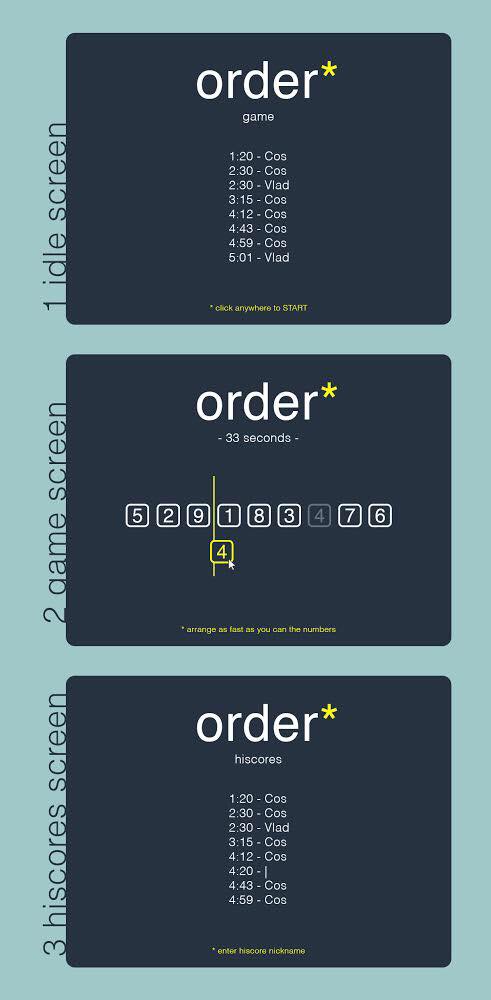 1 idle screen
order*
game
1:20 - Cos
2:30 - Cos
2:30 - Vlad
3:15 - Cos
4:12 - Cos
4:43 - Cos
4:59 - Cos
5:01 - Vlad
* click anywhere to START
2 game screen
order*
- 33 seconds -
5 2 9 1 8 3 4 7 6
4
* arrange as fast as you can the numbers
3 hiscores screen
order*
hiscores
1:20 - Cos
2:30 - Cos
2:30 - Vlad
3:15 - Cos
4:12 - Cos
4:20 - |
4:43 - Cos
4:59 - Cos
* enter hiscore nickname